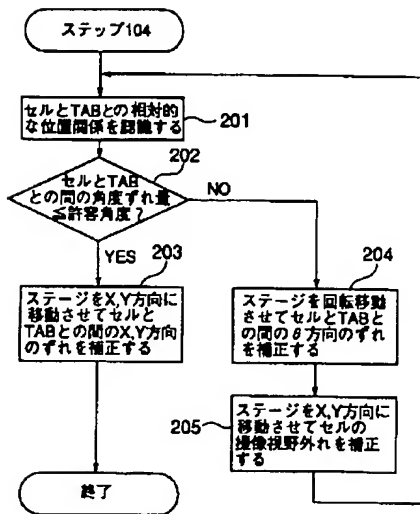 ステップ104
セルとTABとの相対的
な位置関係を認識する
201
202
セルとTAB
との間の角度ずれ量
≦許容角度?
NO
YES
203
ステージをX,Y方向に
移動させてセルと
TABとの間のX,Y方向
のずれを補正する
204
ステージを回転移動
させてセルとTABと
の間のθ方向のずれ
を補正する
205
ステージをX,Y方向に
移動させてセルの
撮像視野外れを補正
する
終了